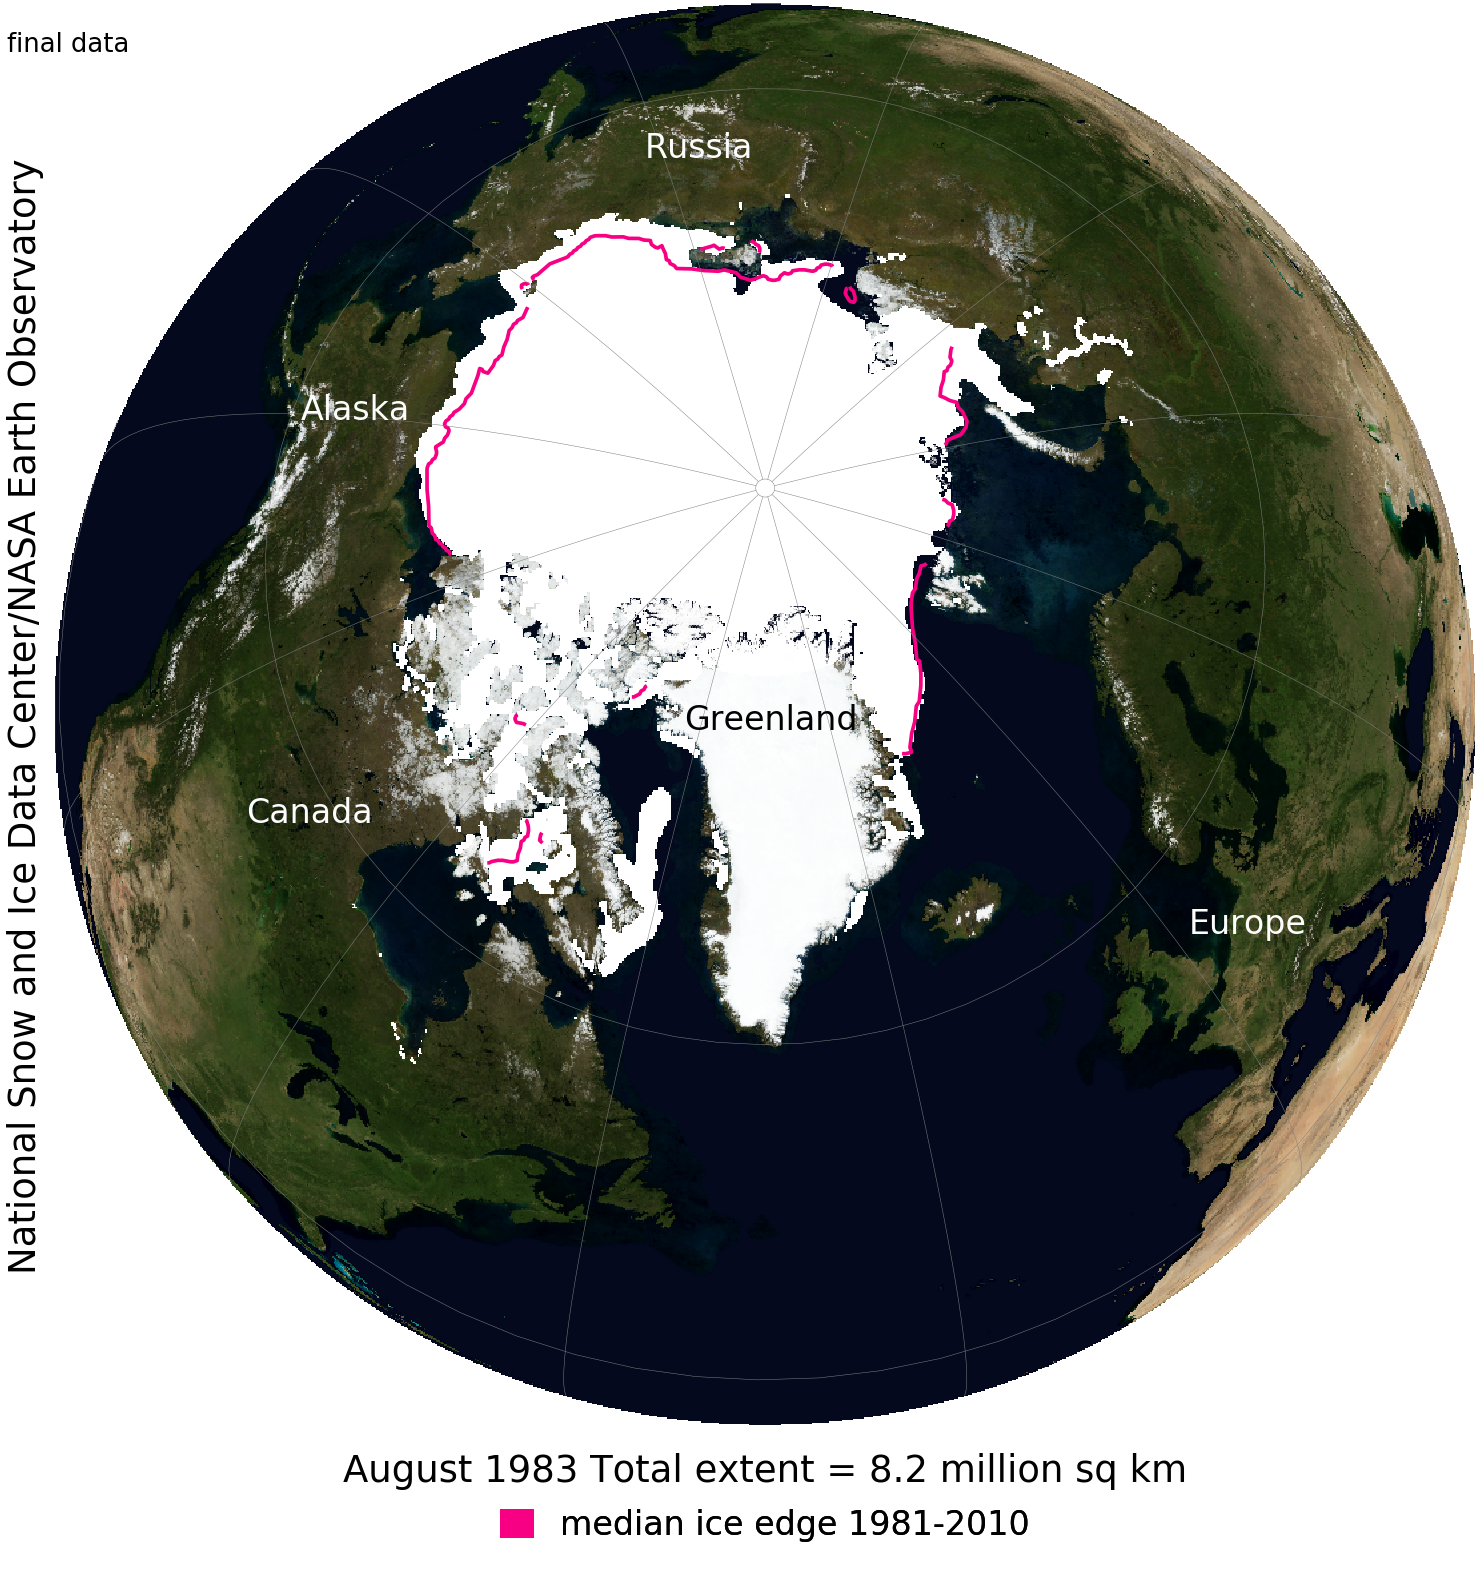 final data
National Snow and Ice Data Center/NASA Earth Observatory
Russia
Alaska
Greenland
Canada
Europe
August 1983 Total extent = 8.2 million sq km
median ice edge 1981-2010